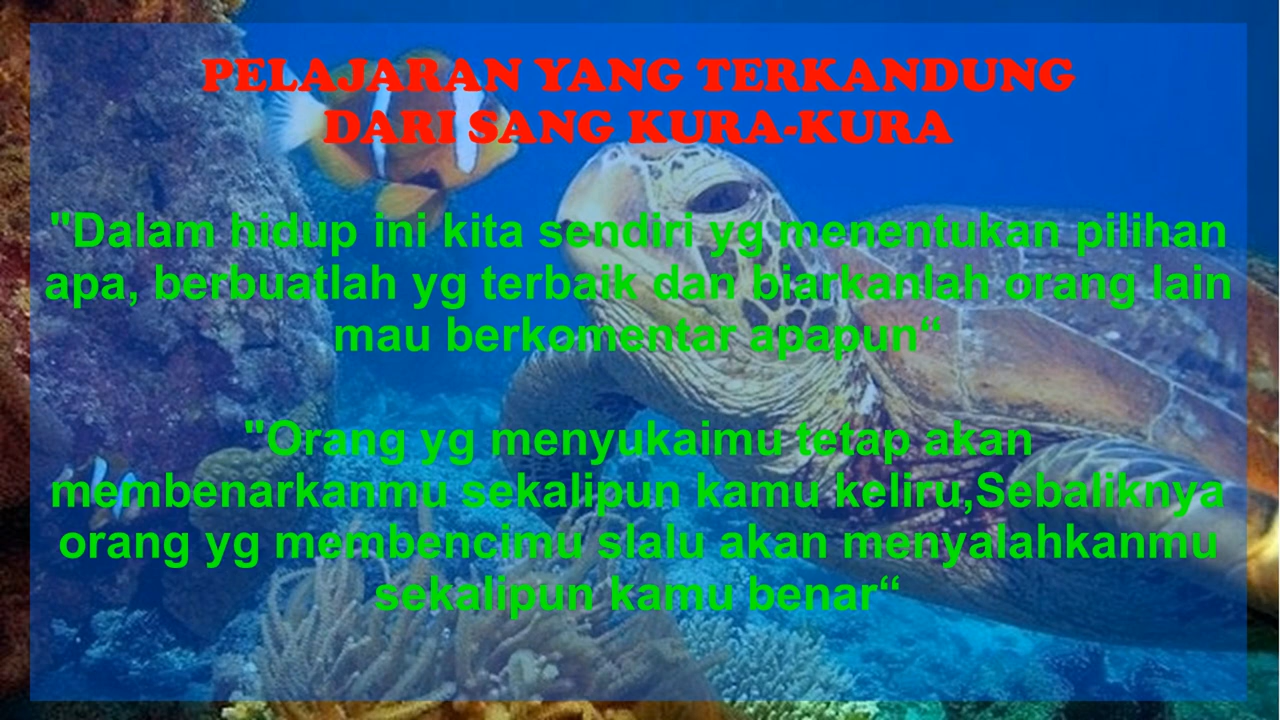 PELAJARAN YANG TERKANDUNG
DARI SANG KURA-KURA
"Dalam hidup ini kita sendiri yg menentukan pilihan
apa, berbuatlah yg terbaik dan biarkanlah orang lain
mau berkomentar apapun“
"Orang yg menyukaimu tetap akan
membenarkanmu sekalipun kamu keliru,Sebaliknya
orang yg membencimu slalu akan menyalahkanmu
sekalipun kamu benar“